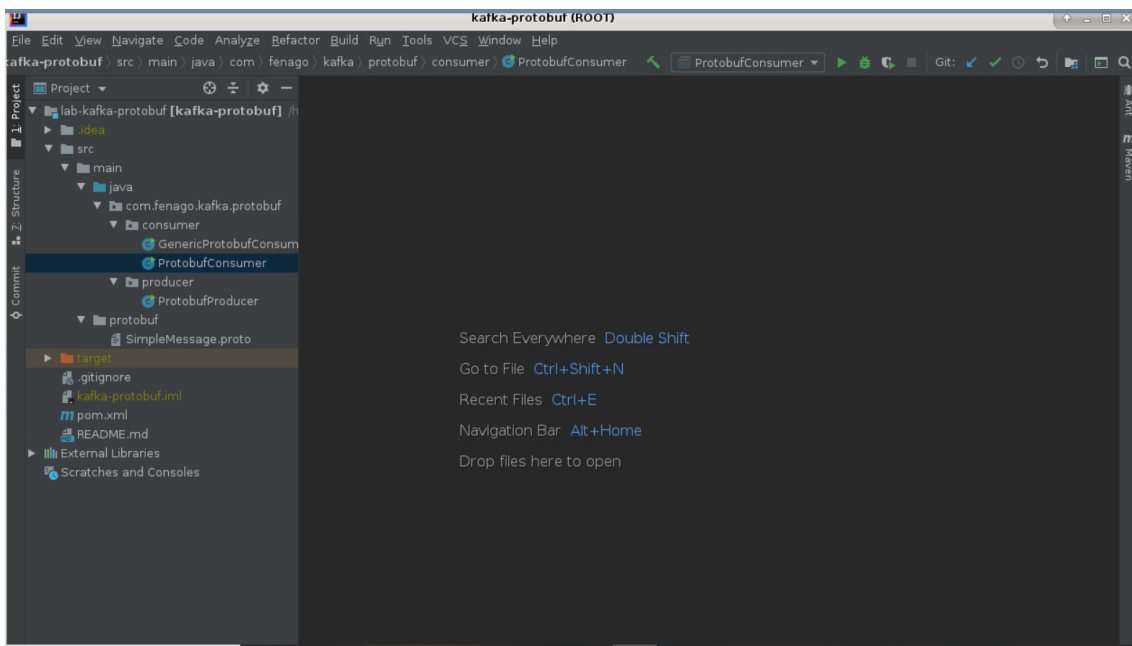 kafka-protobuf (ROOT)
File Edit View Navigate Code Analyze Refactor Build Run Tools VCS Window Help
kafka-protobuf src main java com fenago kafka protobuf consumer ProtobufConsumer ProtobufConsumer Git:
Project
lab-kafka-protobuf [kafka-protobuf] /h
.idea
src
main
java
com.fenago.kafka.protobuf
consumer
GenericProtobufConsum
ProtobufConsumer
producer
ProtobufProducer
protobuf
SimpleMessage.proto
target
.gitignore
kafka-protobuf.iml
pom.xml
README.md
External Libraries
Scratches and Consoles
1: Project
7: Structure
Commit
Search Everywhere Double Shift
Go to File Ctrl+Shift+N
Recent Files Ctrl+E
Navigation Bar Alt+Home
Drop files here to open
Ant
Maven